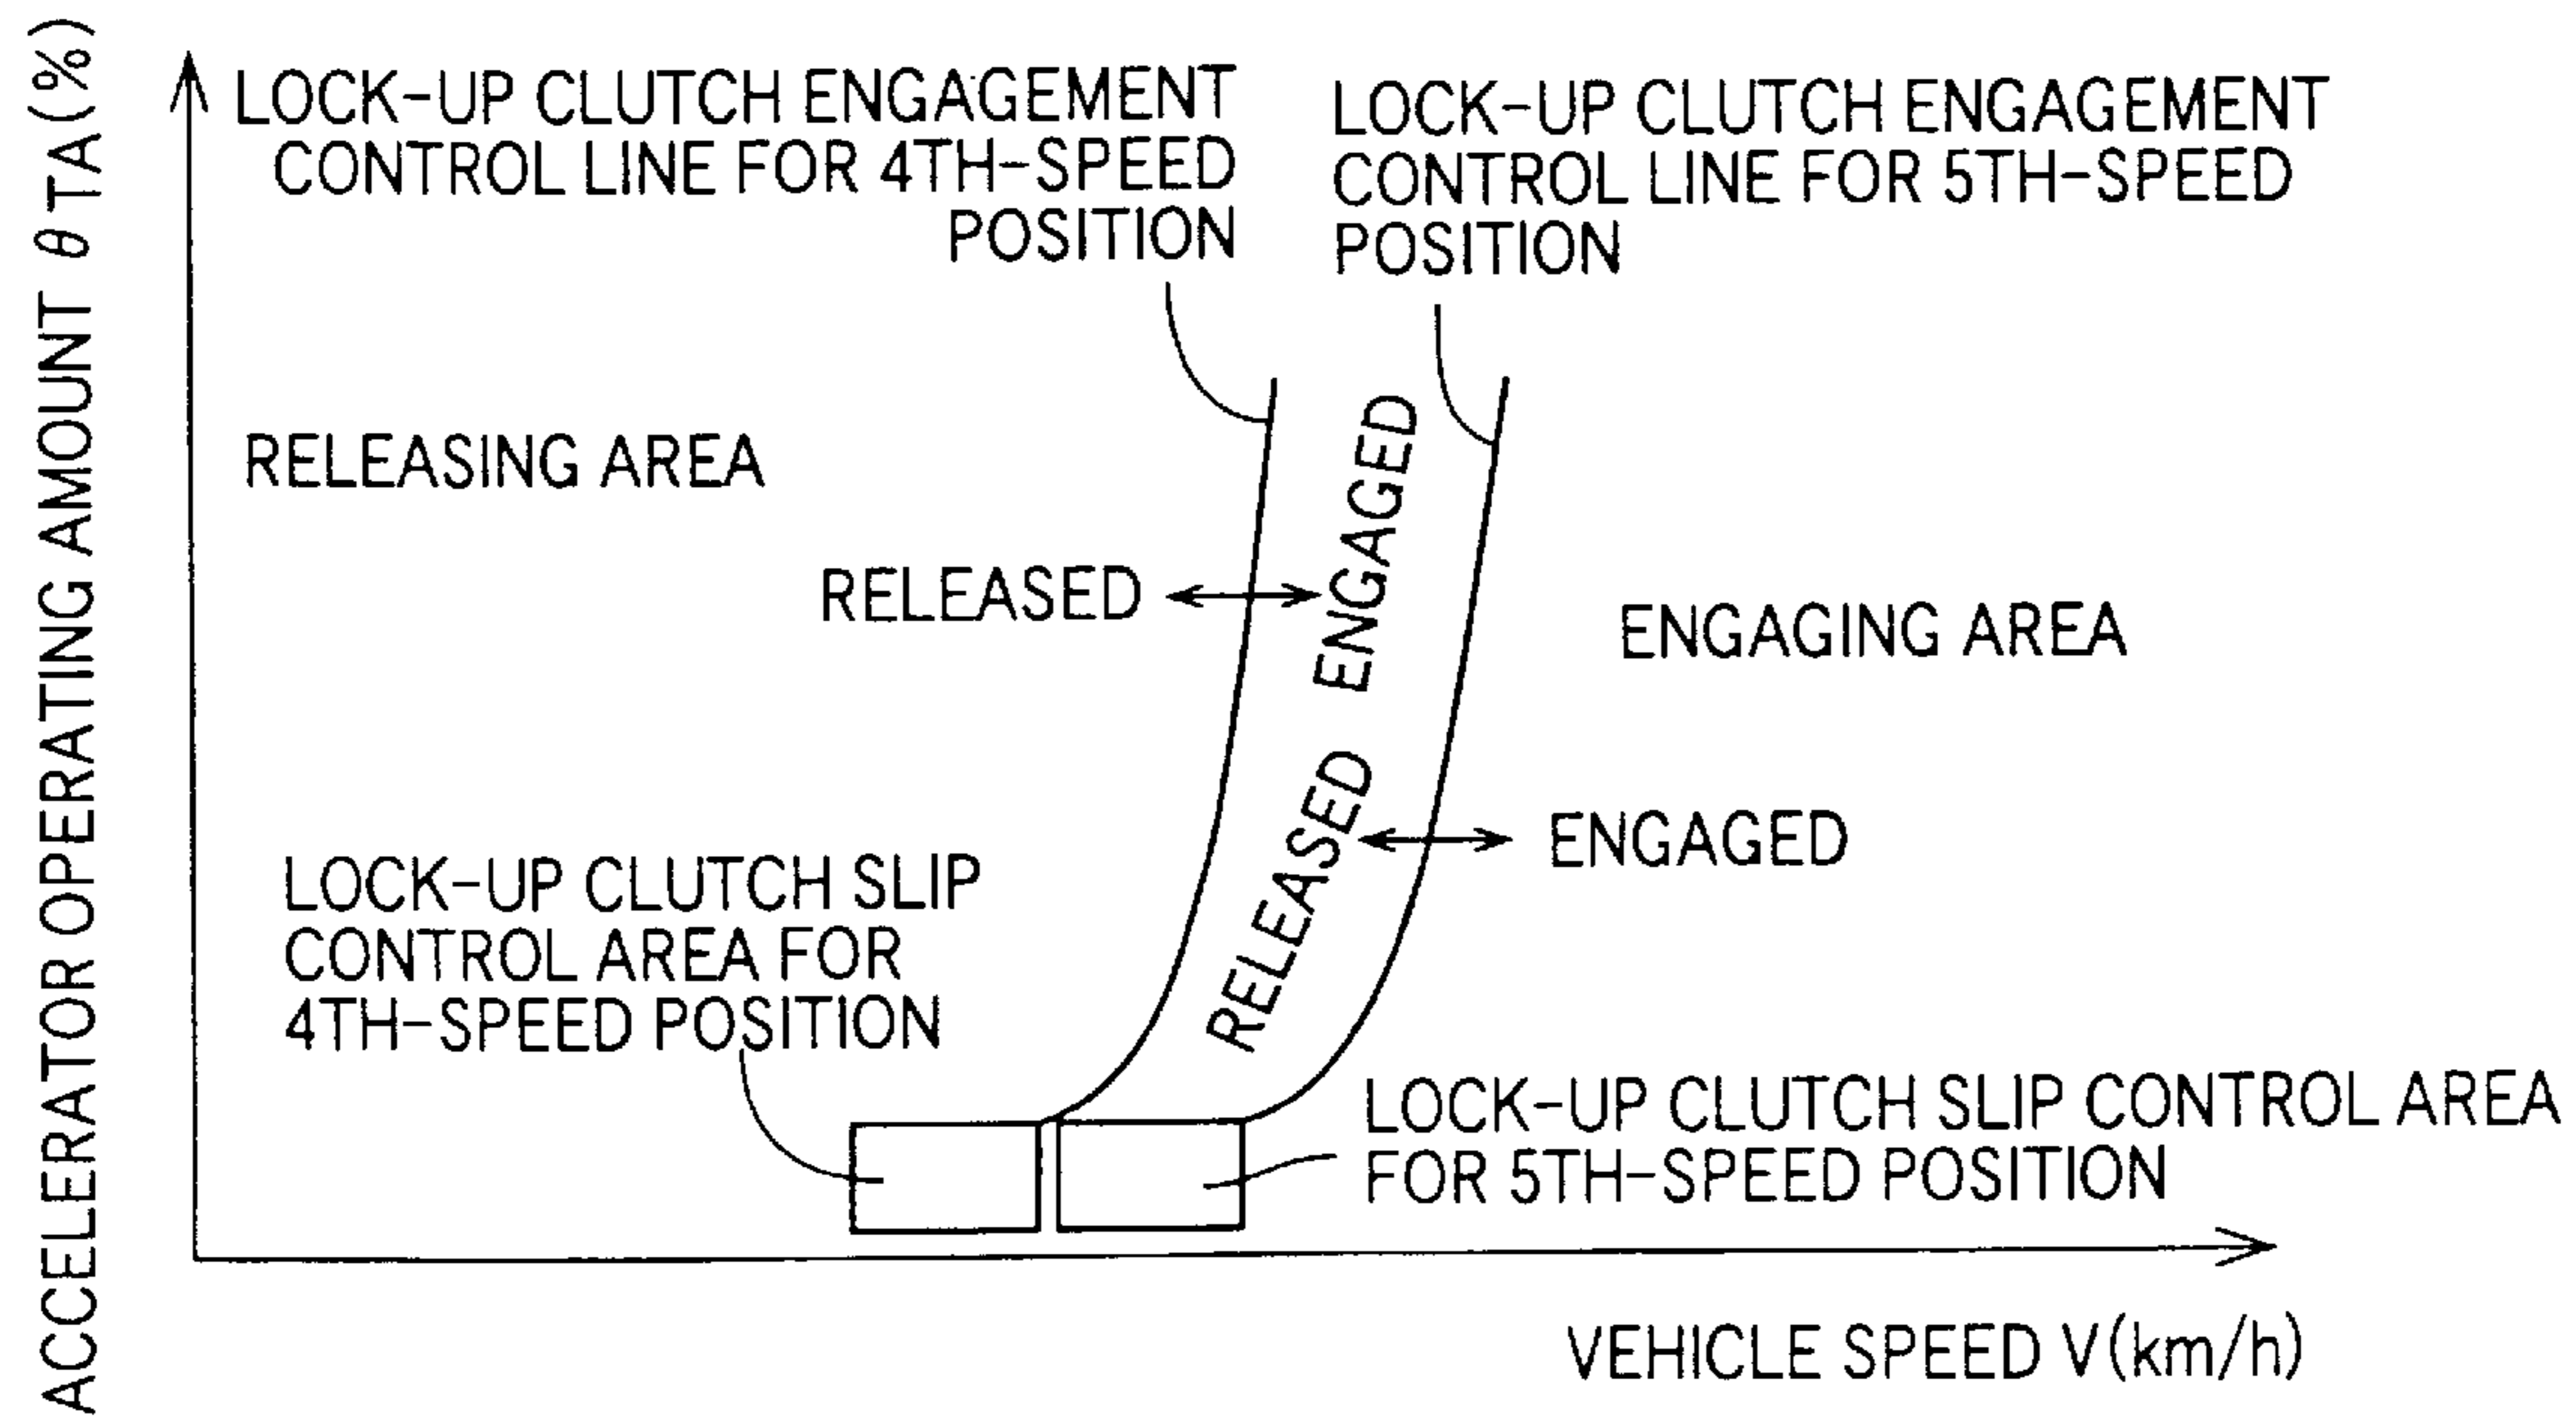 ACCELERATOR OPERATING AMOUNT θ TA(%)
LOCK-UP CLUTCH ENGAGEMENT
CONTROL LINE FOR 4TH-SPEED
POSITION
LOCK-UP CLUTCH ENGAGEMENT
CONTROL LINE FOR 5TH-SPEED
POSITION
RELEASING AREA
RELEASED
ENGAGED
ENGAGING AREA
RELEASED
ENGAGED
LOCK-UP CLUTCH SLIP
CONTROL AREA FOR
4TH-SPEED POSITION
LOCK-UP CLUTCH SLIP CONTROL AREA
FOR 5TH-SPEED POSITION
VEHICLE SPEED V(km/h)